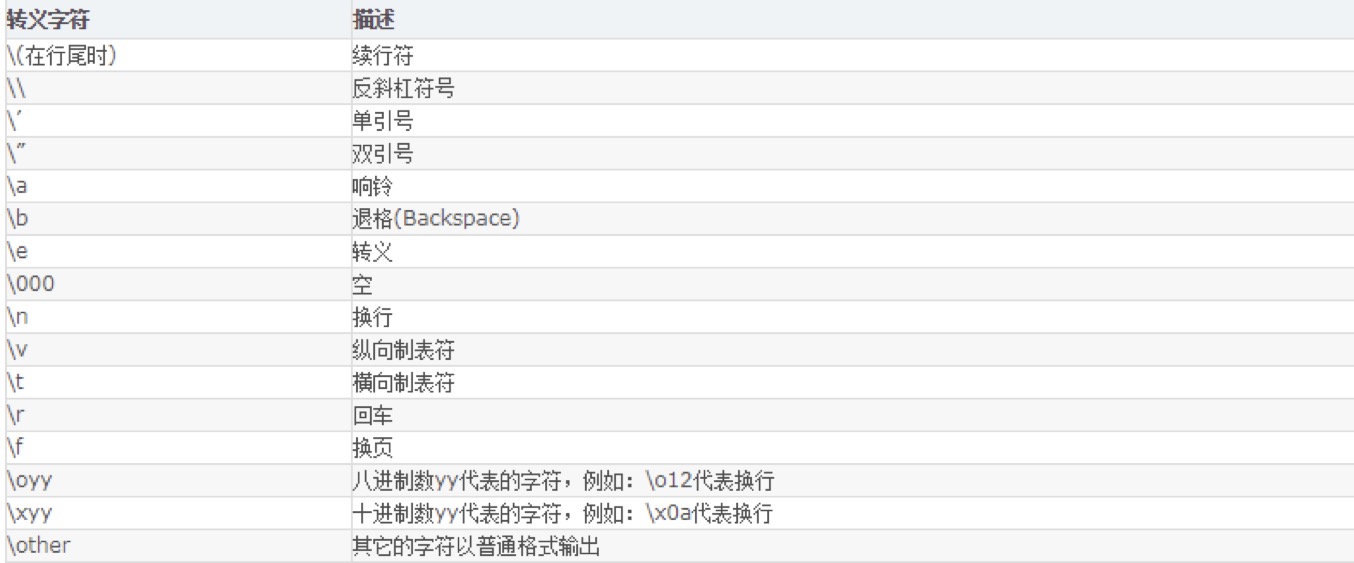 转义字符 描述
\(在行尾时) 续行符
\\ 反斜杠符号
\′ 单引号
\″ 双引号
\a 响铃
\b 退格(Backspace)
\e 转义
\000 空
\n 换行
\v 纵向制表符
\t 横向制表符
\r 回车
\f 换页
\oyy 八进制数yy代表的字符，例如：\o12代表换行
\xyy 十进制数yy代表的字符，例如：\x0a代表换行
\other 其它的字符以普通格式输出